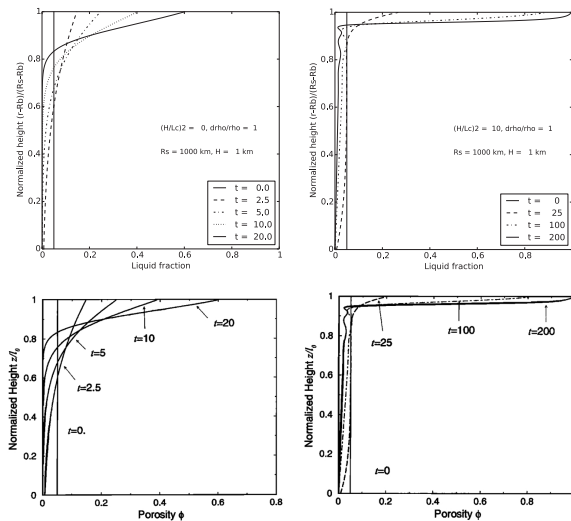 1
0.8
0.6
0.4
0.2
0
Normalized height (r-Rb)/(Rs-Rb)
(H/Lc)2 = 0, drho/rho = 1
Rs = 1000 km, H = 1 km
t = 0.0
t = 2.5
t = 5.0
t = 10.0
t = 20.0
0 0.2 0.4 0.6 0.8 1
Liquid fraction
1
0.8
0.6
0.4
0.2
0
Normalized height (r-Rb)/(Rs-Rb)
(H/Lc)2 = 10, drho/rho = 1
Rs = 1000 km, H = 1 km
t = 0
t = 25
t = 100
t = 200
0 0.2 0.4 0.6 0.8 1
Liquid fraction
1
0.8
0.6
0.4
0.2
0
Normalized Height z/l₀
t=20
t=10
t=5
t=2.5
t=0.
0 0.2 0.4 0.6 0.8
Porosity ϕ
1
0.8
0.6
0.4
0.2
0
Normalized Height z/l₀
t=25
t=100
t=200
t=0
0 0.2 0.4 0.6 0.8 1
Porosity ϕ